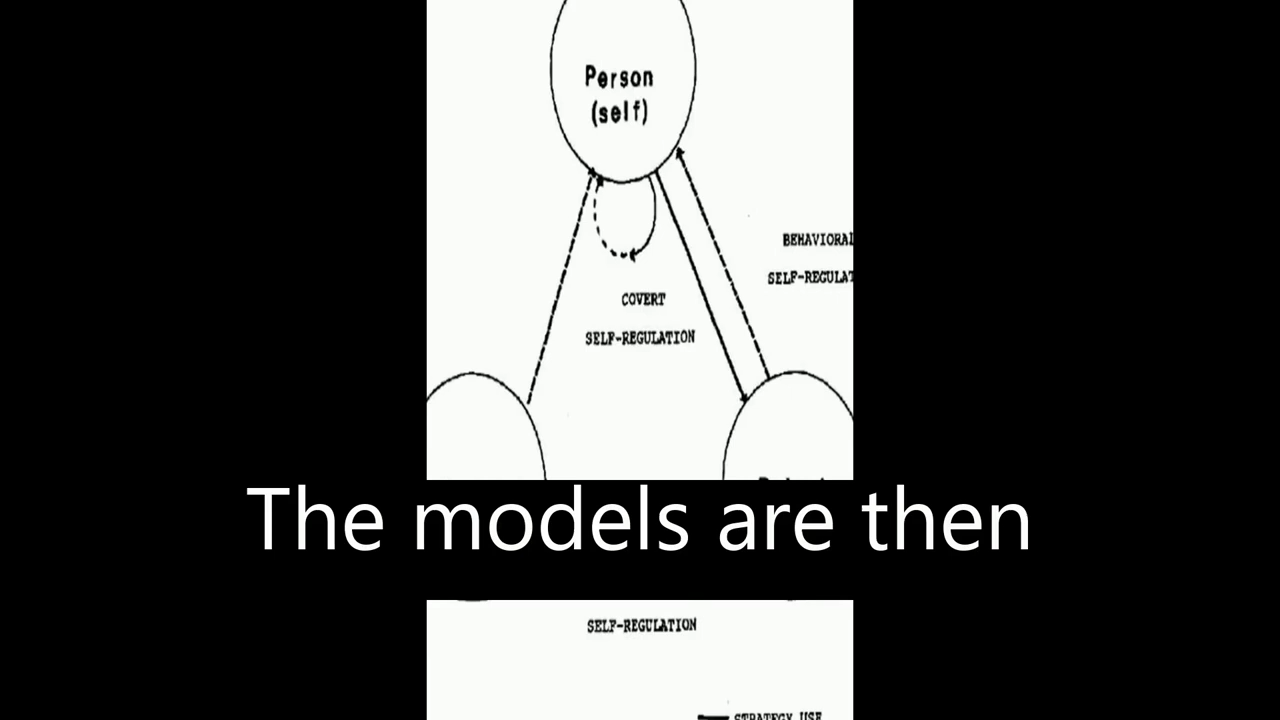 Person
(self)
BEHAVIORAL
SELF-REGULAT
COVERT
SELF-REGULATION
The models are then
SELF-REGULATION
STRATEGY USE